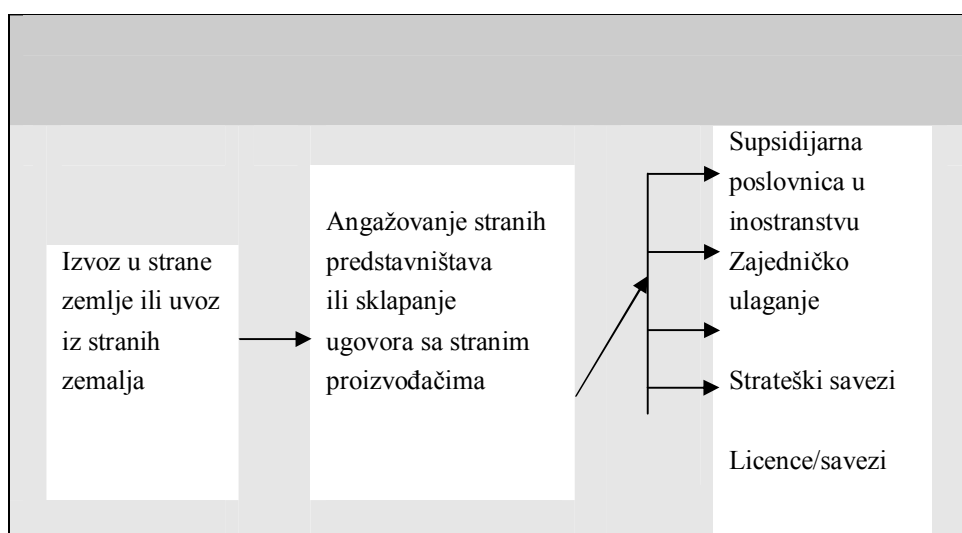 Izvoz u strane
zemlje ili uvoz
iz stranih
zemalja
Angažovanje stranih
predstavništava
ili sklapanje
ugovora sa stranim
proizvođačima
Supsidijarna
poslovnica u
inostranstvu
Zajedničko
ulaganje
Strateški savezi
Licence/savezi